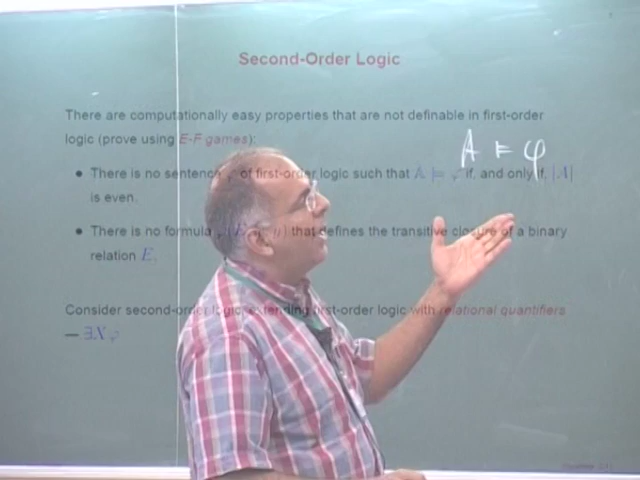 Second-Order Logic
There are computationally easy properties that are not definable in first-order
logic (prove using E-F games):
A ⊨ φ
• There is no sentence of first-order logic such that A ⊨ φ if, and only if, |A|
is even.
• There is no formula that defines the transitive closure of a binary
relation E.
Consider second-order logic, extending first-order logic with relational quantifiers
— ∃X φ